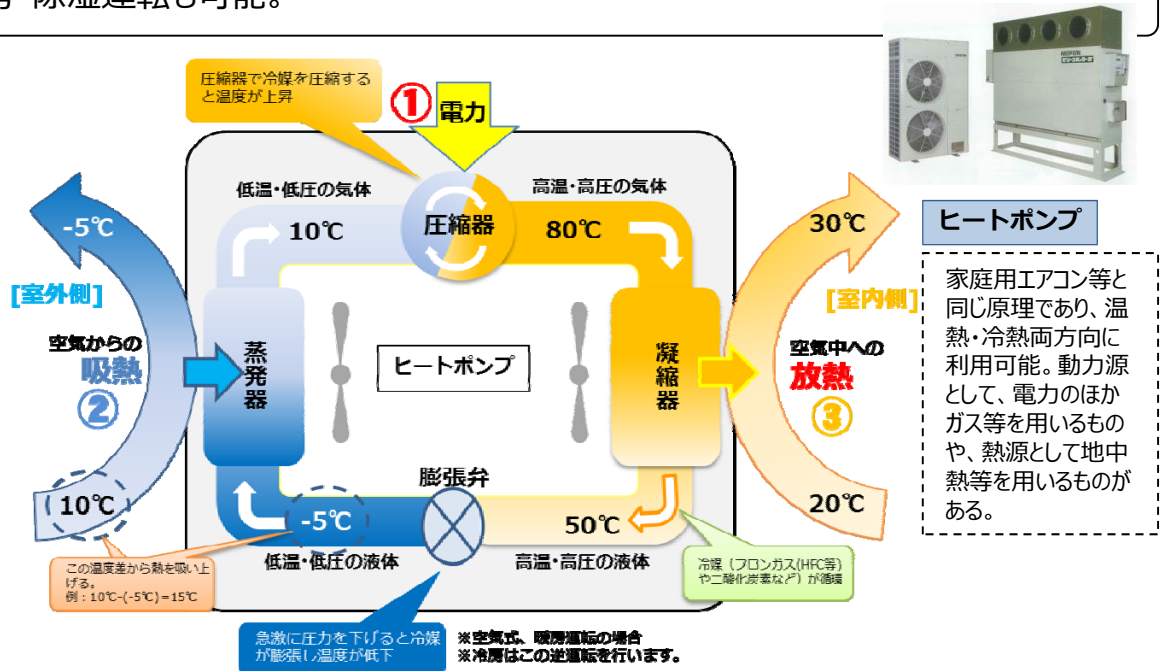 除湿運転も可能。
圧縮器で冷媒を圧縮する
と温度が上昇
①電力
NEPON
低温・低圧の気体
高温・高圧の気体
圧縮器
10℃
80℃
-5℃
30℃
ヒートポンプ
[室外側]
[室内側]
家庭用エアコン等と
同じ原理であり、温
熱・冷熱両方向に
利用可能。動力源
として、電力のほか
ガス等を用いるもの
や、熱源として地中
熱等を用いるものが
ある。
空気からの
吸熱
②
蒸発器
ヒートポンプ
凝縮器
空気中への
放熱
③
膨張弁
10℃
-5℃
50℃
20℃
低温・低圧の液体
高温・高圧の液体
この温度差から熱を吸い上
げる。
例：10℃-(-5℃)=15℃
冷媒（フロンガス(HFC等)
や二酸化炭素など）が循環
急激に圧力を下げると冷媒
が膨張し温度が低下
※空気式、暖房運転の場合
※冷房はこの逆運転を行います。